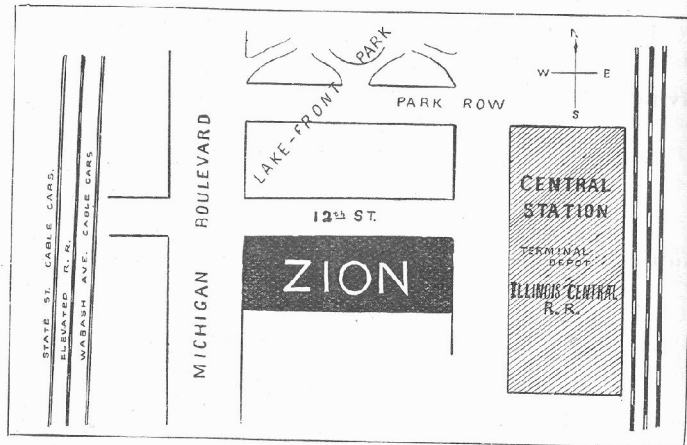 LAKE-FRONT PARK
N
W E
S
PARK ROW
MICHIGAN BOULEVARD
12th ST.
ZION
CENTRAL
STATION
TERMINAL
DEPOT
ILLINOIS CENTRAL
R. R.
STATE ST. CABLE CARS.
ELEVATED R. R.
WABASH AVE. CABLE CARS